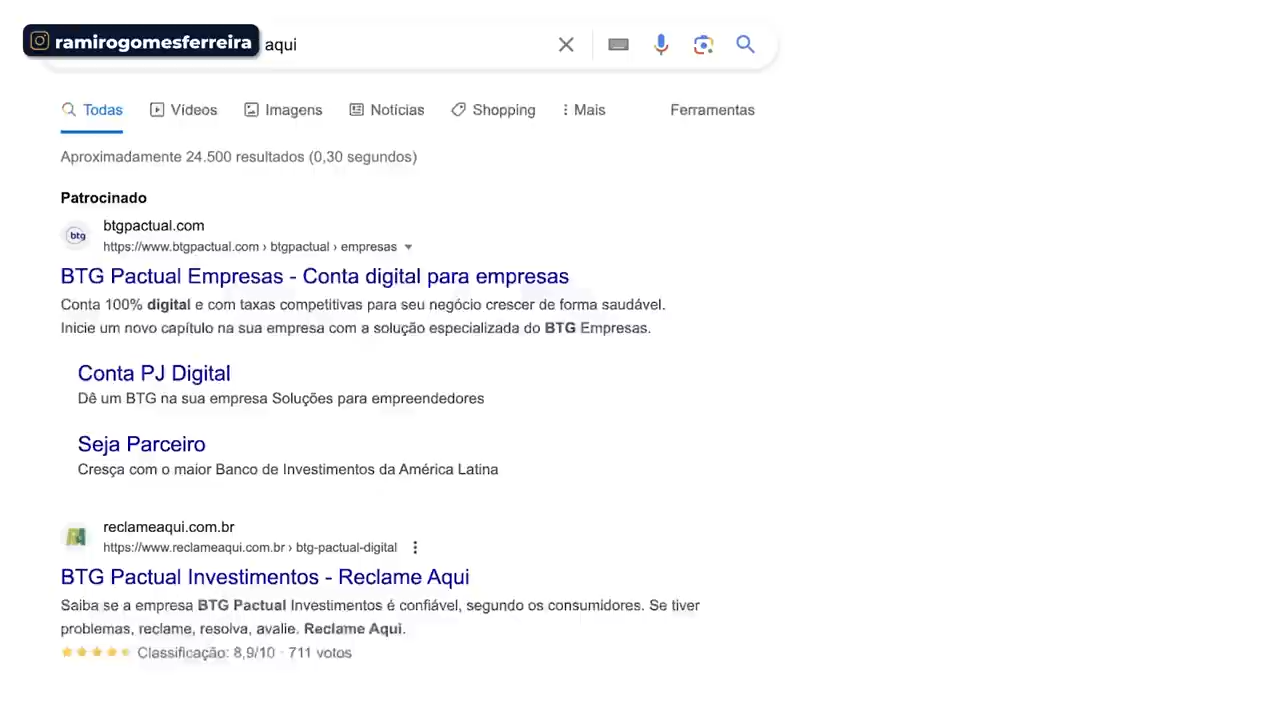 ramirogomesferreira
aqui
Todas Vídeos Imagens Notícias Shopping Mais Ferramentas
Aproximadamente 24.500 resultados (0,30 segundos)
Patrocinado
btg
btgpactual.com
https://www.btgpactual.com › btgpactual › empresas
BTG Pactual Empresas - Conta digital para empresas
Conta 100% digital e com taxas competitivas para seu negócio crescer de forma saudável.
Inicie um novo capítulo na sua empresa com a solução especializada do BTG Empresas.
Conta PJ Digital
Dê um BTG na sua empresa Soluções para empreendedores
Seja Parceiro
Cresça com o maior Banco de Investimentos da América Latina
RA
reclameaqui.com.br
https://www.reclameaqui.com.br › btg-pactual-digital
BTG Pactual Investimentos - Reclame Aqui
Saiba se a empresa BTG Pactual Investimentos é confiável, segundo os consumidores. Se tiver
problemas, reclame, resolva, avalie. Reclame Aqui.
Classificação: 8,9/10 · 711 votos